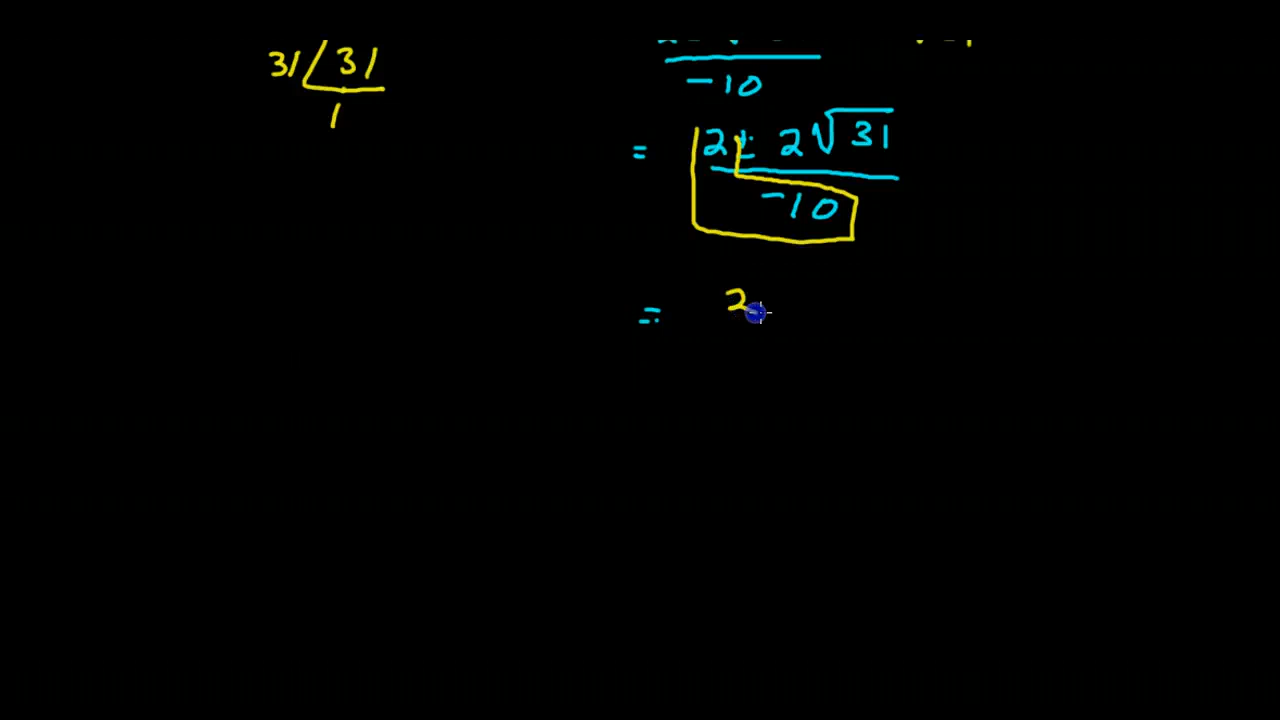 31 / 31
1
-10
= 2 ± 2√31
-10
= 2